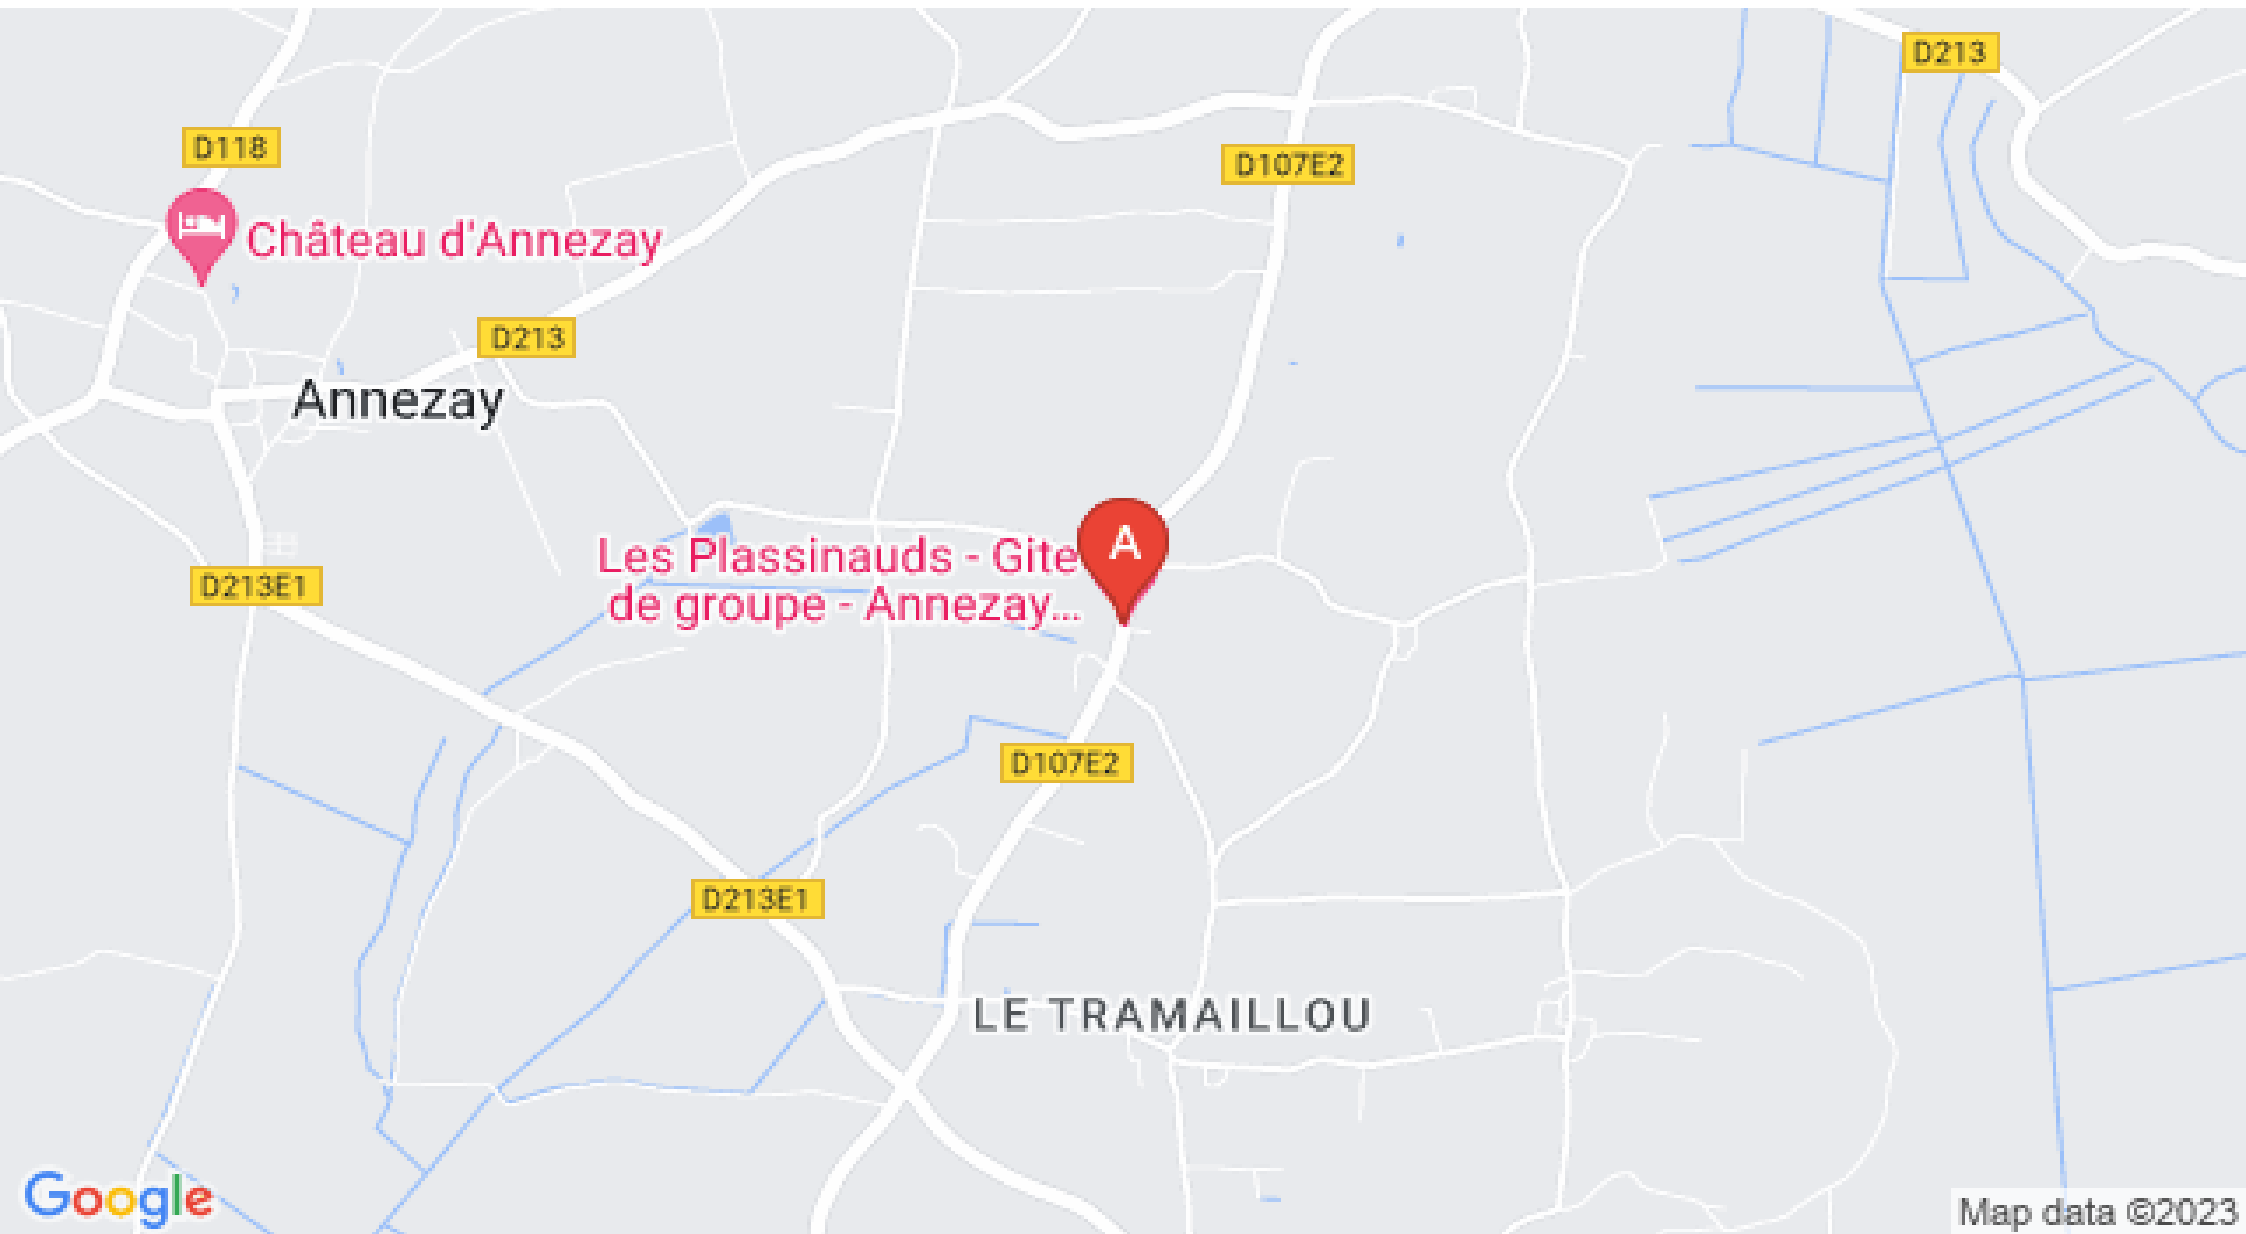 D213
D118
D107E2
Château d'Annezay
D213
Annezay
A
Les Plassinauds - Gite
de groupe - Annezay...
D213E1
D107E2
D213E1
LE TRAMAILLOU
Google
Map data ©2023